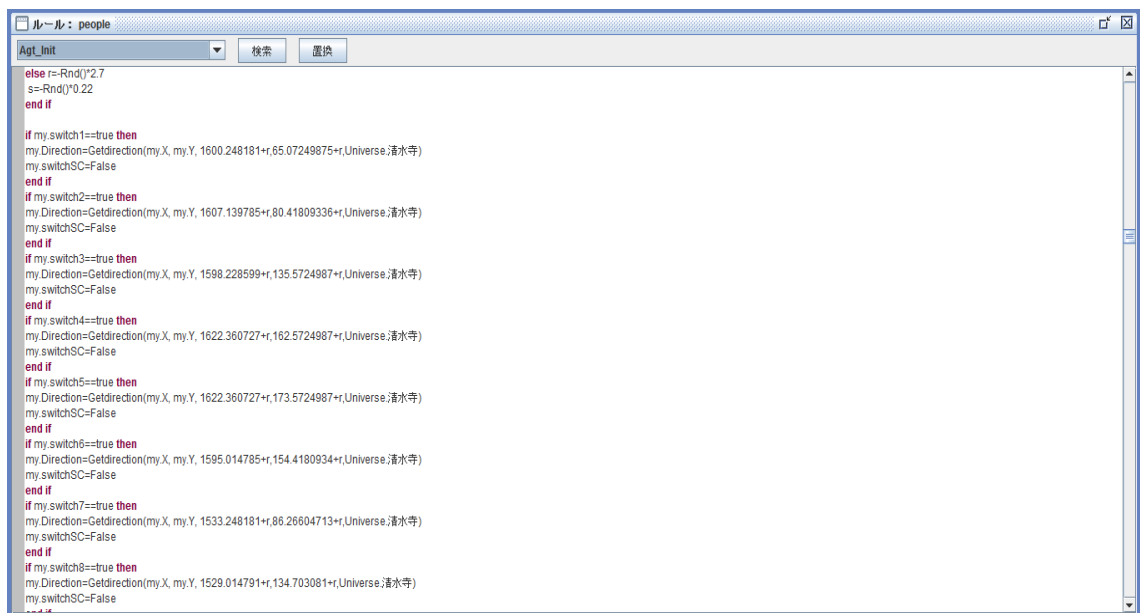 ルール： people
Agt_Init
検索
置換
else r=-Rnd()*2.7
s=-Rnd()*0.22
end if
if my.switch1==true then
my.Direction=Getdirection(my.X, my.Y, 1600.248181+r,65.07249875+r,Universe.清水寺)
my.switchSC=False
end if
if my.switch2==true then
my.Direction=Getdirection(my.X, my.Y, 1607.139785+r,80.41809336+r,Universe.清水寺)
my.switchSC=False
end if
if my.switch3==true then
my.Direction=Getdirection(my.X, my.Y, 1598.228599+r,135.5724987+r,Universe.清水寺)
my.switchSC=False
end if
if my.switch4==true then
my.Direction=Getdirection(my.X, my.Y, 1622.360727+r,162.5724987+r,Universe.清水寺)
my.switchSC=False
end if
if my.switch5==true then
my.Direction=Getdirection(my.X, my.Y, 1622.360727+r,173.5724987+r,Universe.清水寺)
my.switchSC=False
end if
if my.switch6==true then
my.Direction=Getdirection(my.X, my.Y, 1595.014785+r,154.4180934+r,Universe.清水寺)
my.switchSC=False
end if
if my.switch7==true then
my.Direction=Getdirection(my.X, my.Y, 1533.248181+r,86.26604713+r,Universe.清水寺)
my.switchSC=False
end if
if my.switch8==true then
my.Direction=Getdirection(my.X, my.Y, 1529.014791+r,134.703081+r,Universe.清水寺)
my.switchSC=False
end if